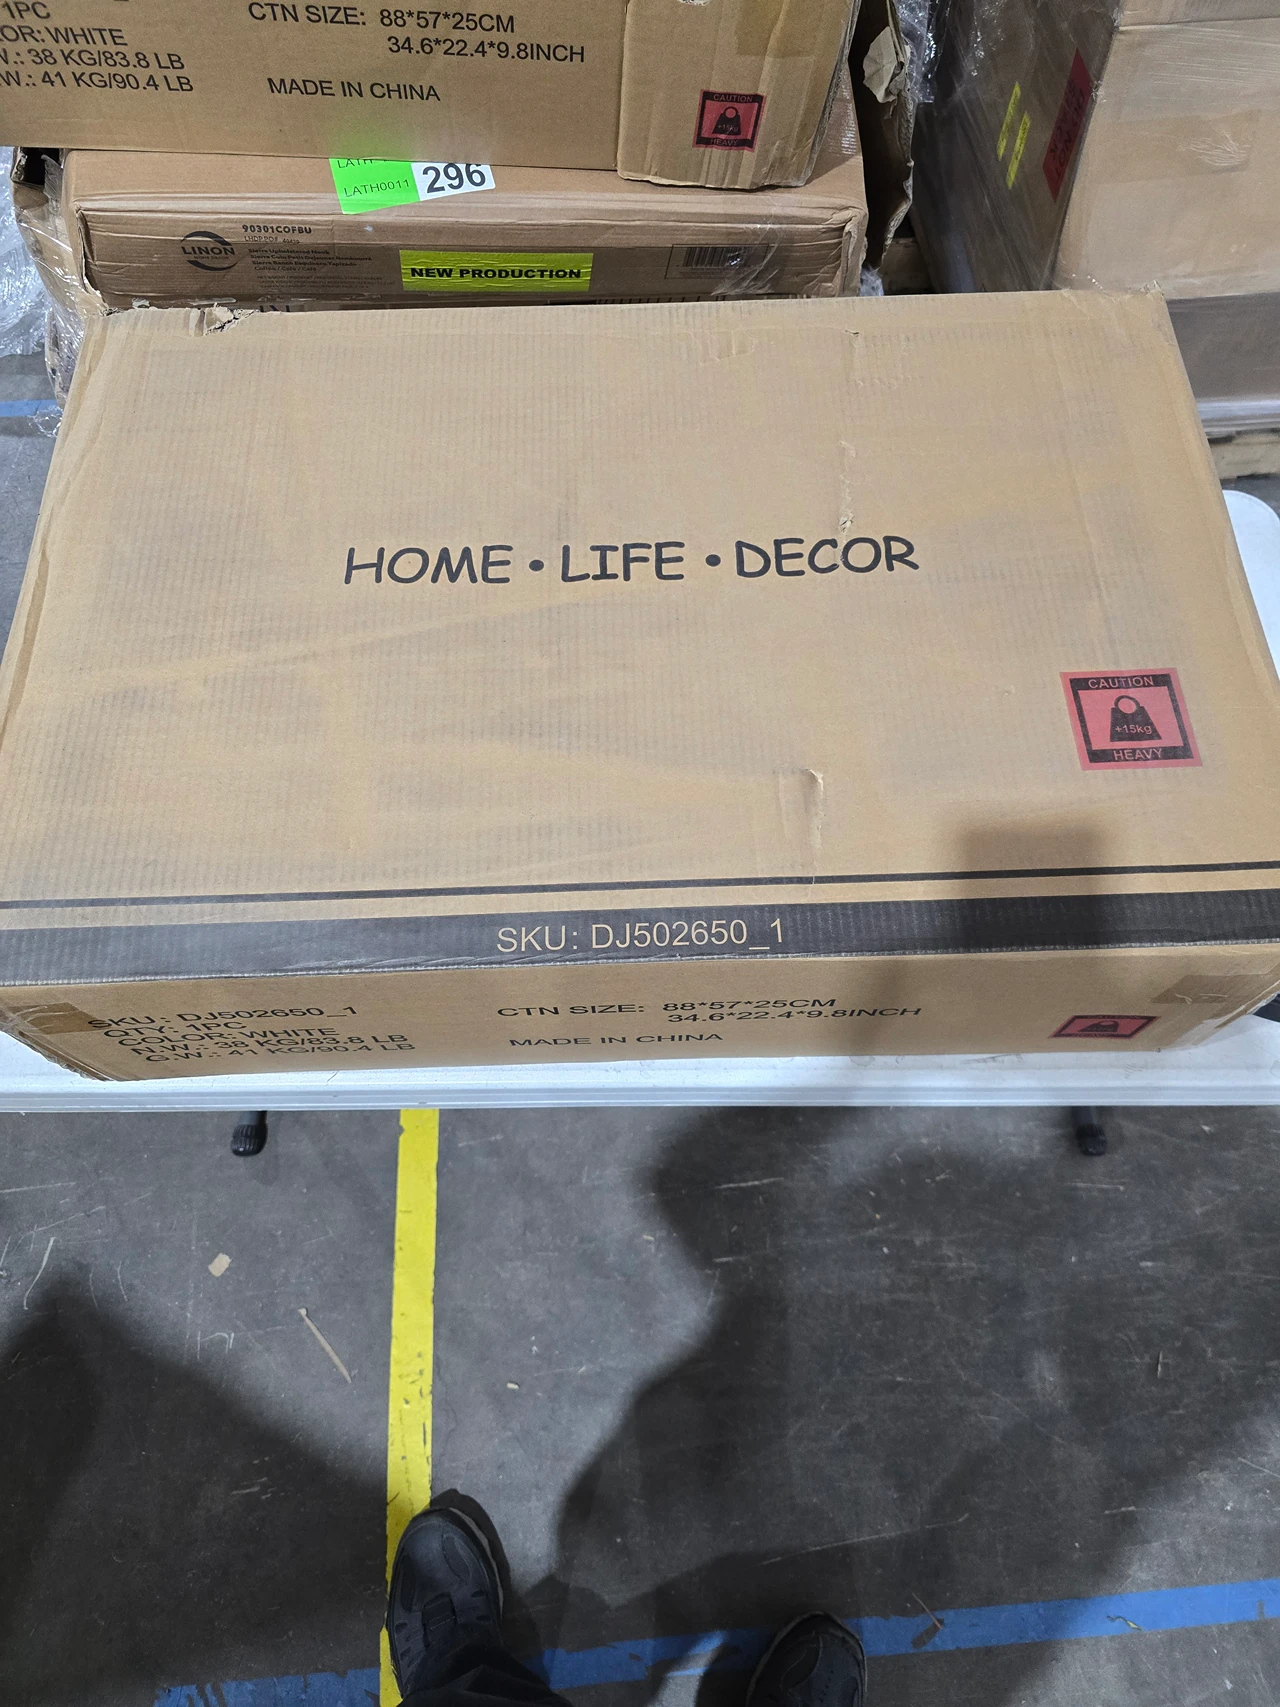 1PC
OR: WHITE
W.: 38 KG/83.8 LB
W.: 41 KG/90.4 LB
CTN SIZE: 88*57*25CM
34.6*22.4*9.8INCH
MADE IN CHINA
CAUTION
+15kg
HEAVY
LATH0011
296
LINON
90301COFBU
NEW PRODUCTION
HOME • LIFE • DECOR
CAUTION
+15kg
HEAVY
SKU: DJ502650_1
SKU: DJ502650_1
QTY: 1PC
COLOR: WHITE
N.W.: 38 KG/83.8 LB
G.W.: 41 KG/90.4 LB
CTN SIZE: 88*57*25CM
34.6*22.4*9.8INCH
MADE IN CHINA
CAUTION